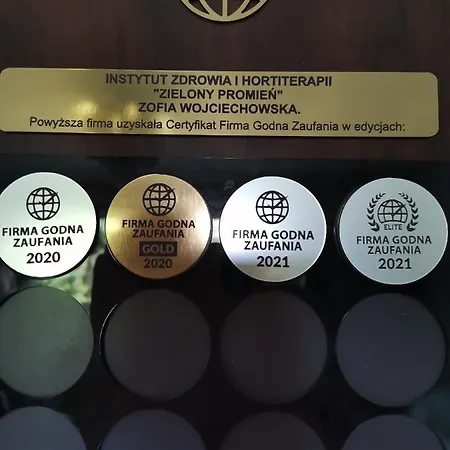 INSTYTUT ZDROWIA I HORTITERAPII
"ZIELONY PROMIEŃ"
ZOFIA WOJCIECHOWSKA.
Powyższa firma uzyskała Certyfikat Firma Godna Zaufania w edycjach:
FIRMA GODNA
ZAUFANIA
2020
FIRMA GODNA
ZAUFANIA
GOLD
2020
FIRMA GODNA
ZAUFANIA
2021
ELITE
FIRMA GODNA
ZAUFANIA
2021